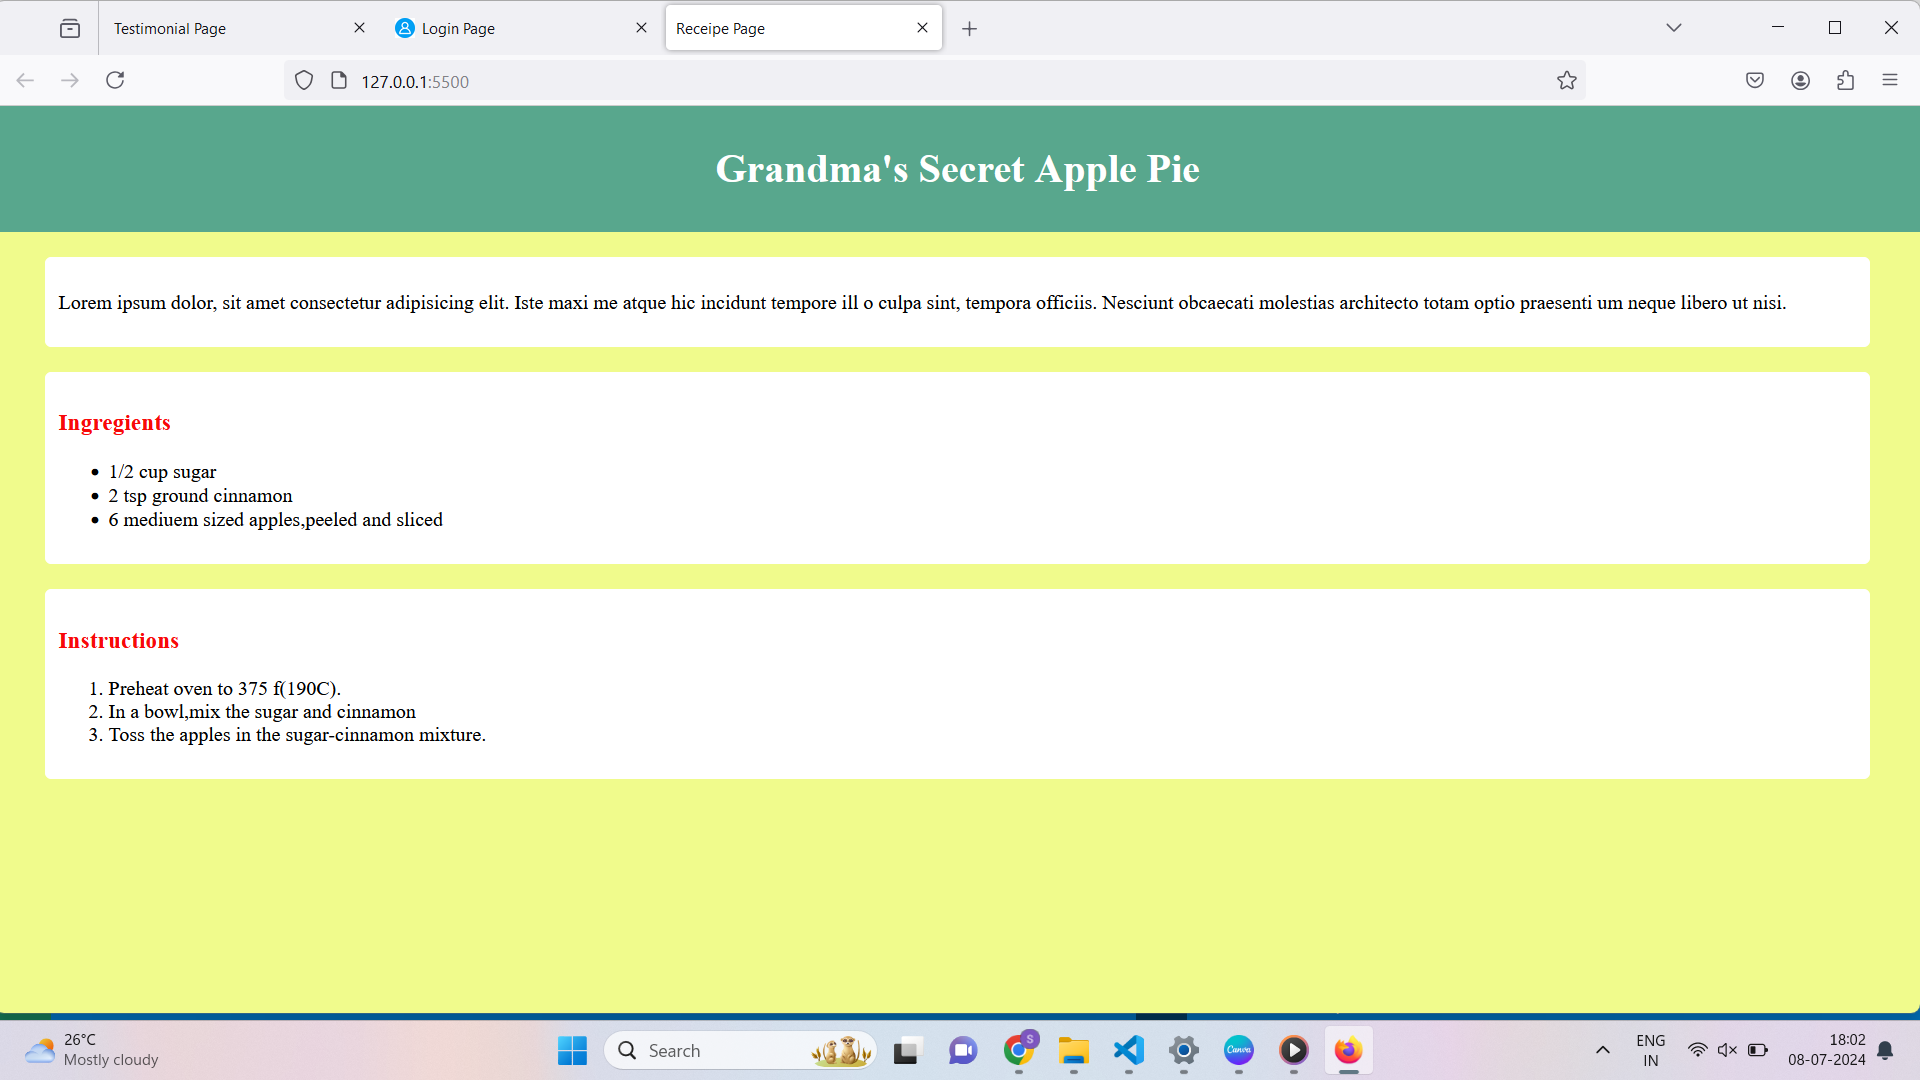 Testimonial Page
Login Page
Receipe Page
127.0.0.1:5500
Grandma's Secret Apple Pie
Lorem ipsum dolor, sit amet consectetur adipisicing elit. Iste maxi me atque hic incidunt tempore ill o culpa sint, tempora officiis. Nesciunt obcaecati molestias architecto totam optio praesenti um neque libero ut nisi.
Ingregients
• 1/2 cup sugar
• 2 tsp ground cinnamon
• 6 mediuem sized apples,peeled and sliced
Instructions
1. Preheat oven to 375 f(190C).
2. In a bowl,mix the sugar and cinnamon
3. Toss the apples in the sugar-cinnamon mixture.
26°C
Mostly cloudy
Search
S
Canva
ENG
IN
18:02
08-07-2024